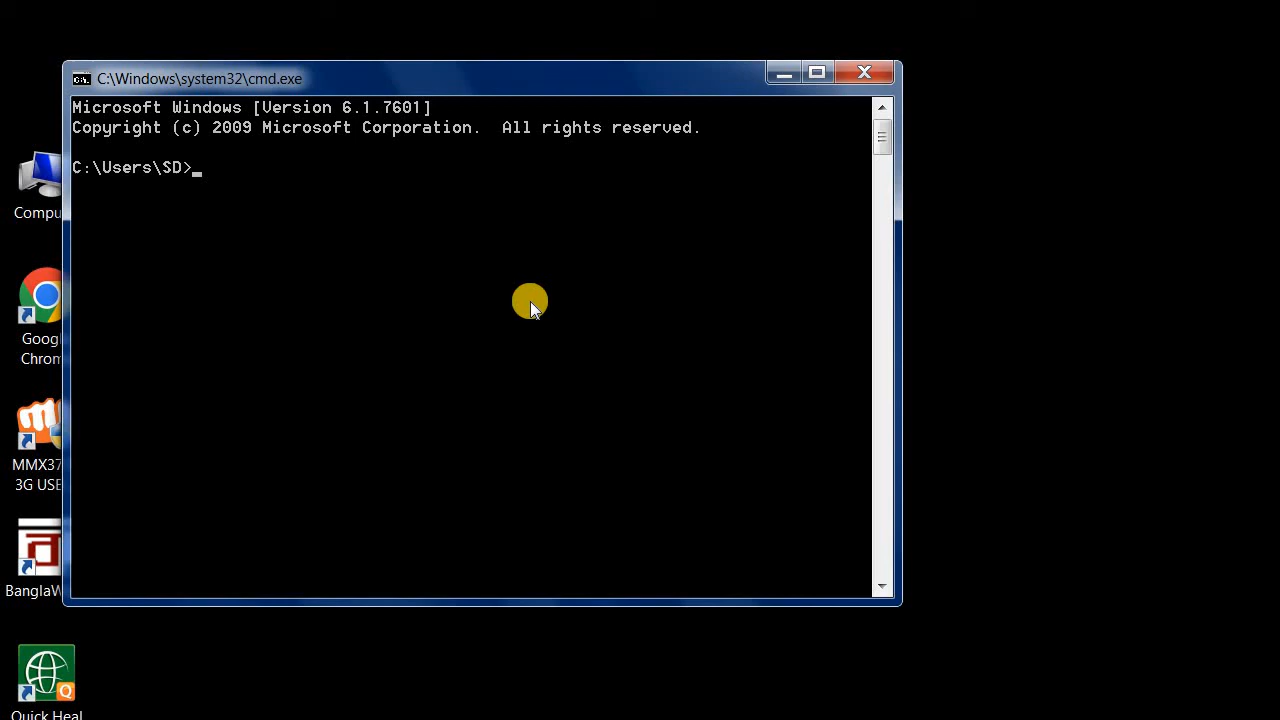 C:\Windows\system32\cmd.exe
Microsoft Windows [Version 6.1.7601]
Copyright (c) 2009 Microsoft Corporation.  All rights reserved.
C:\Users\SD>
Compu
Googl
Chrom
MMX37
3G USE
BanglaW
Quick Heal